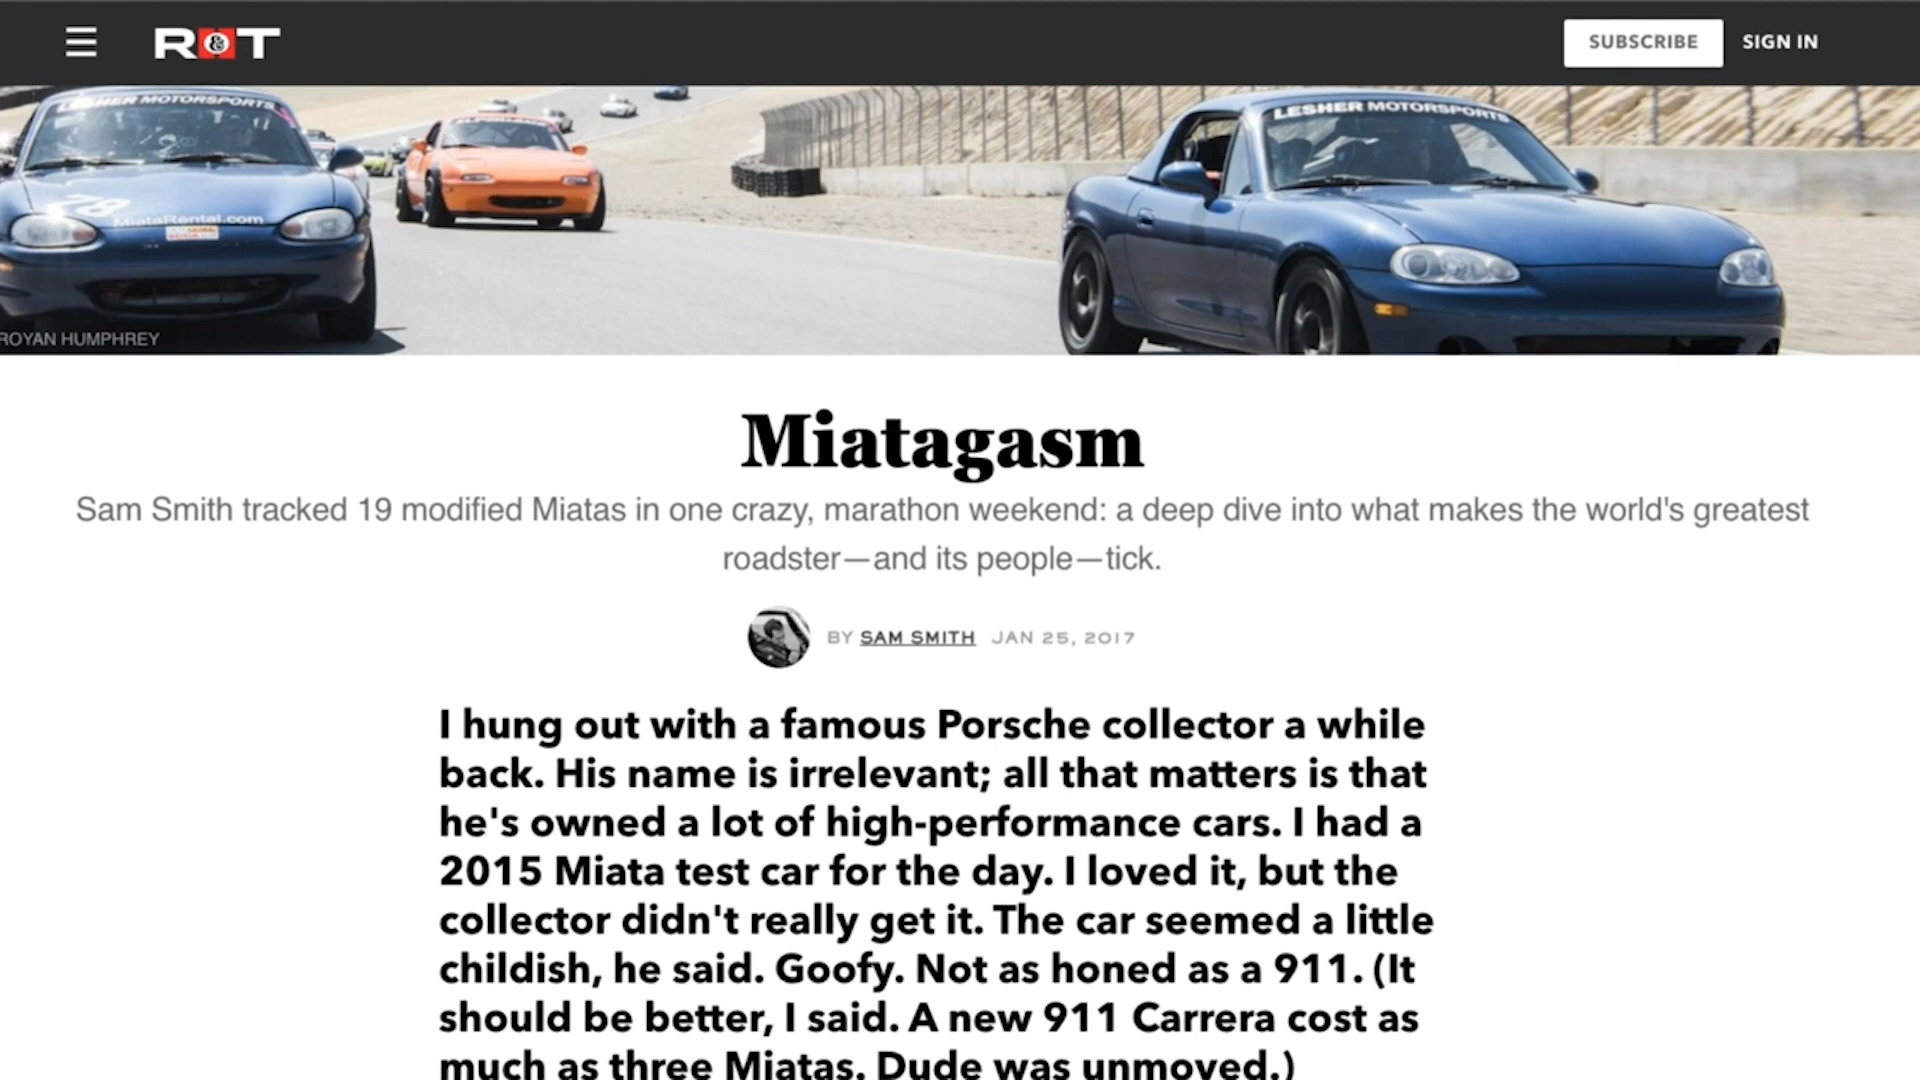 R&T
SUBSCRIBE
SIGN IN
LESHER MOTORSPORTS
LESHER MOTORSPORTS
78
MiataRental.com
ROYAN HUMPHREY
Miatagasm
Sam Smith tracked 19 modified Miatas in one crazy, marathon weekend: a deep dive into what makes the world's greatest
roadster—and its people—tick.
BY SAM SMITH JAN 25, 2017
I hung out with a famous Porsche collector a while
back. His name is irrelevant; all that matters is that
he's owned a lot of high-performance cars. I had a
2015 Miata test car for the day. I loved it, but the
collector didn't really get it. The car seemed a little
childish, he said. Goofy. Not as honed as a 911. (It
should be better, I said. A new 911 Carrera cost as
much as three Miatas. Dude was unmoved.)